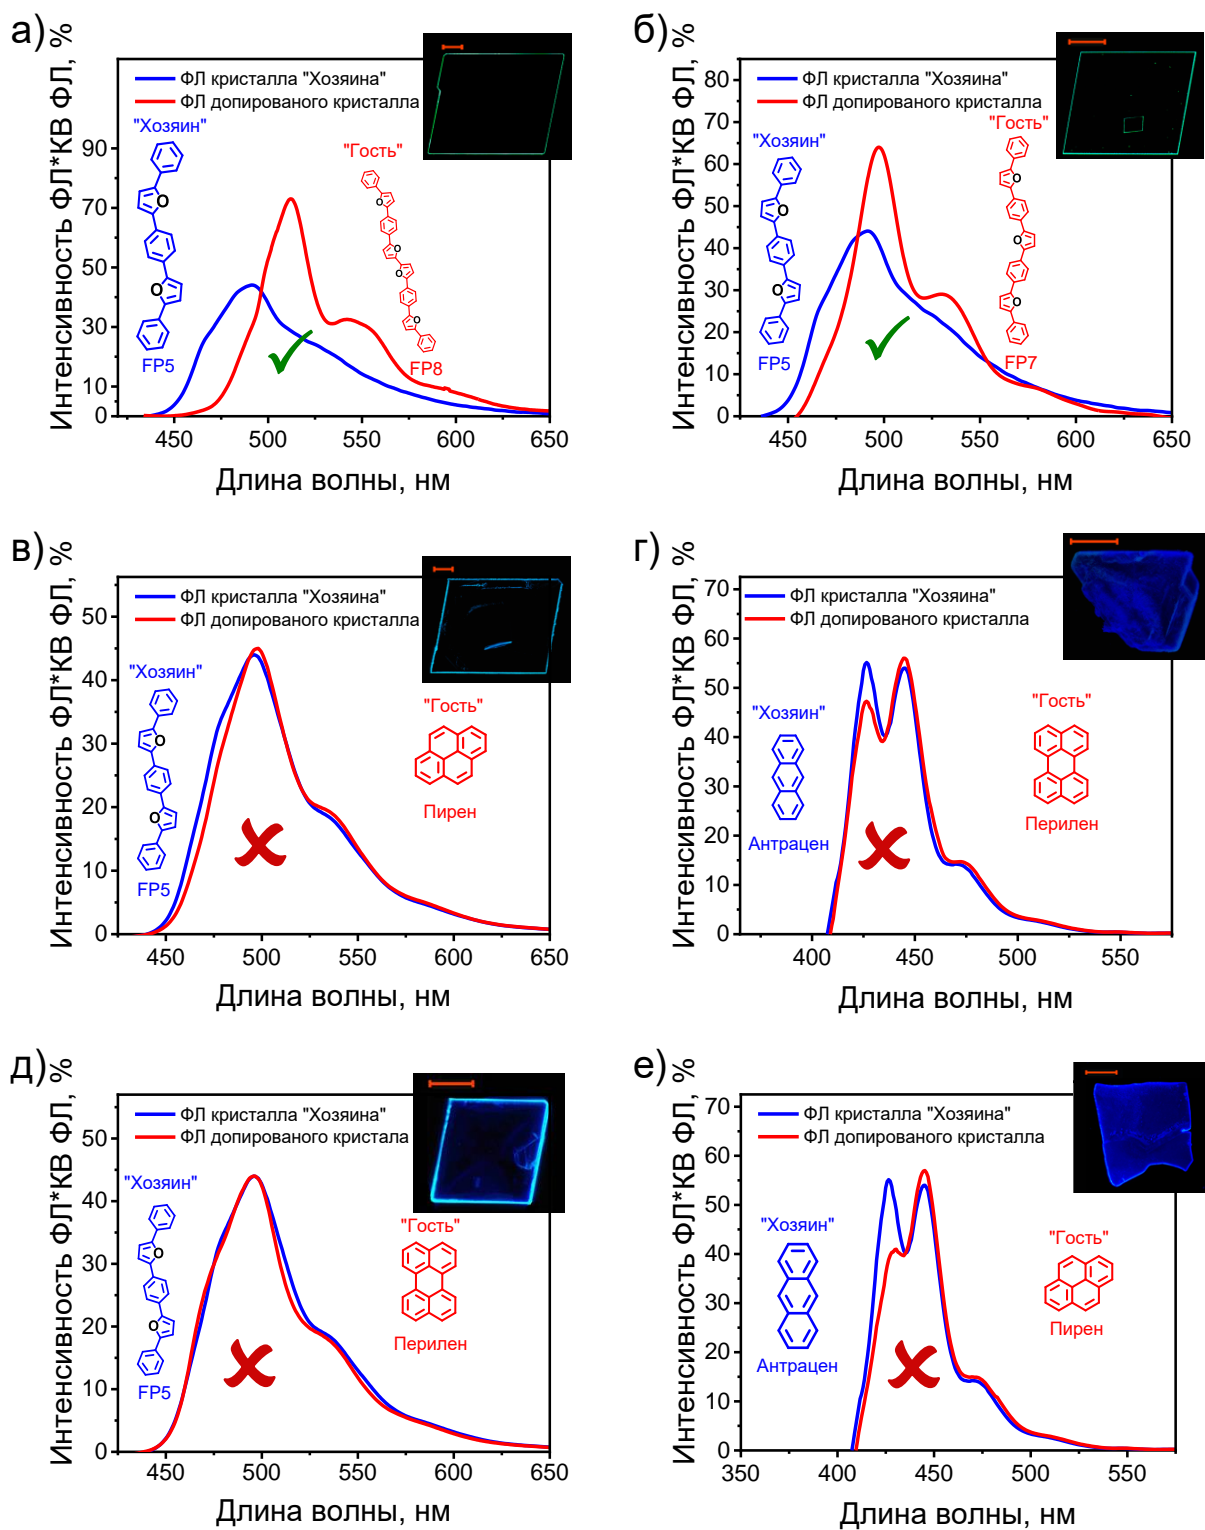 а)
Интенсивность ФЛ*КВ ФЛ, %
ФЛ кристалла "Хозяина"
ФЛ допированого кристалла
"Хозяин"
"Гость"
O
O
O
O
O
O
FP5
FP8
90
70
50
30
10
0
450 500 550 600 650
Длина волны, нм
б)
Интенсивность ФЛ*КВ ФЛ, %
ФЛ кристалла "Хозяина"
ФЛ допированого кристалла
"Гость"
"Хозяин"
O
O
O
O
O
FP5
FP7
80
70
60
50
40
30
20
10
0
450 500 550 600 650
Длина волны, нм
в)
Интенсивность ФЛ*КВ ФЛ, %
ФЛ кристалла "Хозяина"
ФЛ допированого кристалла
"Хозяин"
"Гость"
O
O
Пирен
FP5
50
40
30
20
10
0
450 500 550 600 650
Длина волны, нм
г)
Интенсивность ФЛ*КВ ФЛ, %
ФЛ кристалла "Хозяина"
ФЛ допированого кристалла
"Хозяин"
"Гость"
Антрацен
Перилен
70
60
50
40
30
20
10
0
400 450 500 550
Длина волны, нм
д)
Интенсивность ФЛ*КВ ФЛ, %
ФЛ кристалла "Хозяина"
ФЛ допированого кристала
"Хозяин"
"Гость"
O
O
Перилен
FP5
50
40
30
20
10
0
450 500 550 600 650
Длина волны, нм
е)
Интенсивность ФЛ*КВ ФЛ, %
ФЛ кристалла "Хозяина"
ФЛ допированого кристалла
"Хозяин"
"Гость"
Антрацен
Пирен
70
60
50
40
30
20
10
0
350 400 450 500 550
Длина волны, нм